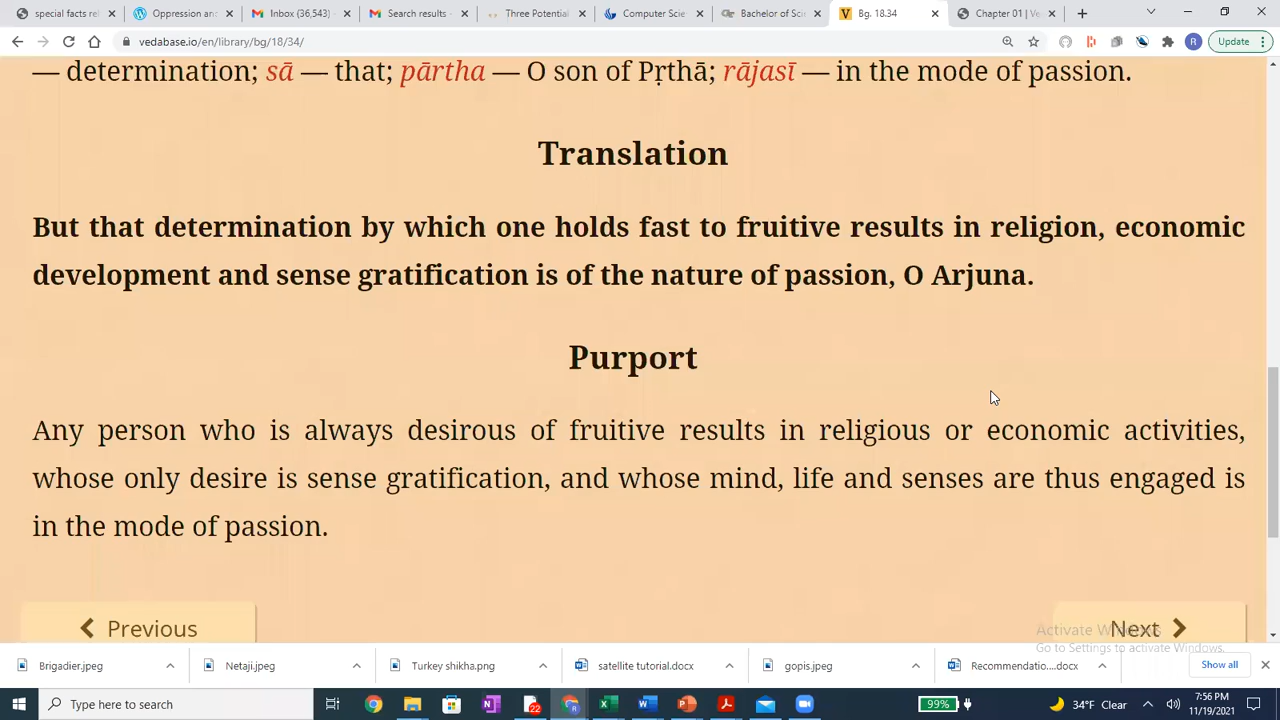 special facts rel
Oppression an
Inbox (36,543)
Search results -
Three Potential
Computer Scie
Bachelor of Sci
Bg. 18.34
Chapter 01 | Ve
vedabase.io/en/library/bg/18/34/
R
Update
— determination; sā — that; pārtha — O son of Pṛthā; rājasī — in the mode of passion.
Translation
But that determination by which one holds fast to fruitive results in religion, economic
development and sense gratification is of the nature of passion, O Arjuna.
Purport
Any person who is always desirous of fruitive results in religious or economic activities,
whose only desire is sense gratification, and whose mind, life and senses are thus engaged is
in the mode of passion.
Previous
Next
Activate Windows
Go to Settings to activate Windows.
Brigadier.jpeg
Netaji.jpeg
Turkey shikha.png
satellite tutorial.docx
gopis.jpeg
Recommendatio....docx
Show all
Type here to search
22
99%
34°F Clear
7:56 PM
11/19/2021